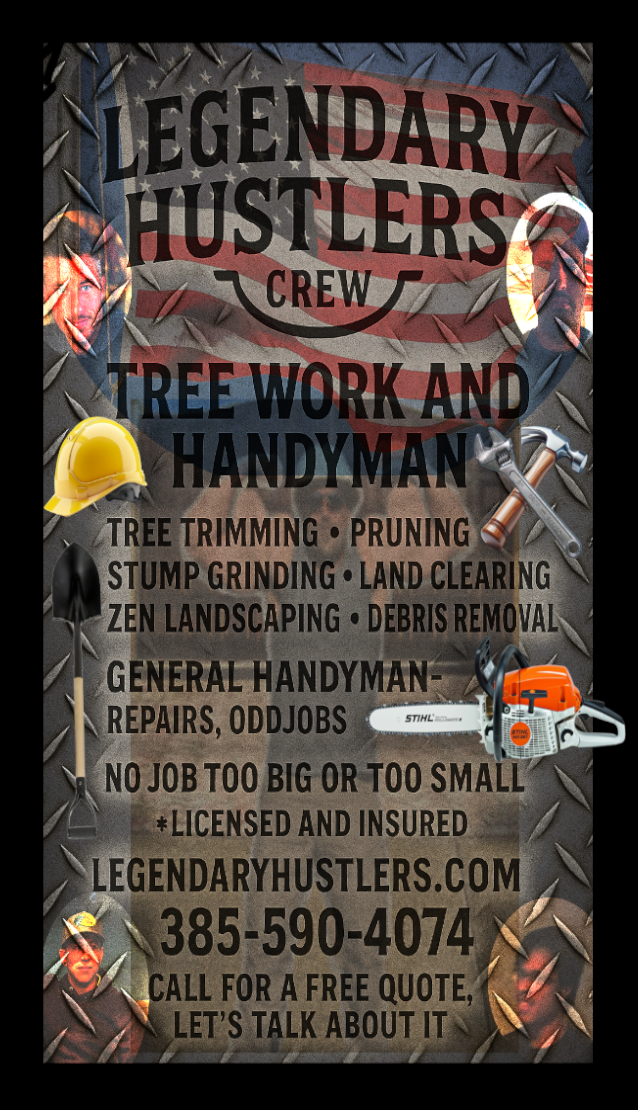 LEGENDARY
HUSTLERS
CREW
TREE WORK AND
HANDYMAN
TREE TRIMMING • PRUNING
STUMP GRINDING • LAND CLEARING
ZEN LANDSCAPING • DEBRIS REMOVAL
GENERAL HANDYMAN-
REPAIRS, ODDJOBS
STIHL
NO JOB TOO BIG OR TOO SMALL
*LICENSED AND INSURED
LEGENDARYHUSTLERS.COM
385-590-4074
CALL FOR A FREE QUOTE,
LET'S TALK ABOUT IT